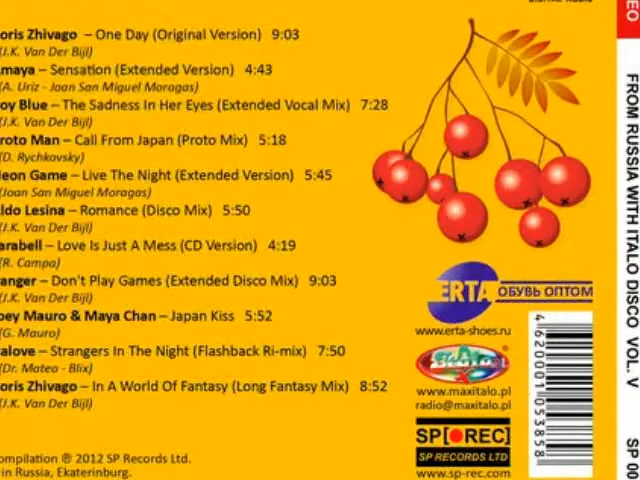 DIGITAL AUDIO
oris Zhivago – One Day (Original Version) 9:03
(J.K. Van Der Bijl)
maya – Sensation (Extended Version) 4:43
(A. Uriz - Joan San Miguel Moragas)
oy Blue – The Sadness In Her Eyes (Extended Vocal Mix) 7:28
(J.K. Van Der Bijl)
roto Man – Call From Japan (Proto Mix) 5:18
(D. Rychkovsky)
leon Game – Live The Night (Extended Version) 5:45
(Joan San Miguel Moragas)
ldo Lesina – Romance (Disco Mix) 5:50
(J.K. Van Der Bijl)
arabell – Love Is Just A Mess (CD Version) 4:19
(R. Campa)
anger – Don't Play Games (Extended Disco Mix) 9:03
(J.K. Van Der Bijl)
oey Mauro & Maya Chan – Japan Kiss 5:52
(G. Mauro)
alove – Strangers In The Night (Flashback Ri-mix) 7:50
(Dr. Mateo - Blix)
oris Zhivago – In A World Of Fantasy (Long Fantasy Mix) 8:52
(J.K. Van Der Bijl)
ompilation ℗ 2012 SP Records Ltd.
in Russia, Ekaterinburg.
ERTA ОБУВЬ ОПТОМ
www.erta-shoes.ru
www.maxitalo.pl
radio@maxitalo.pl
SP[REC]
SP RECORDS LTD
www.sp-rec.com
4620001053858
EO
FROM RUSSIA WITH ITALO DISCO VOL. V
SP 00